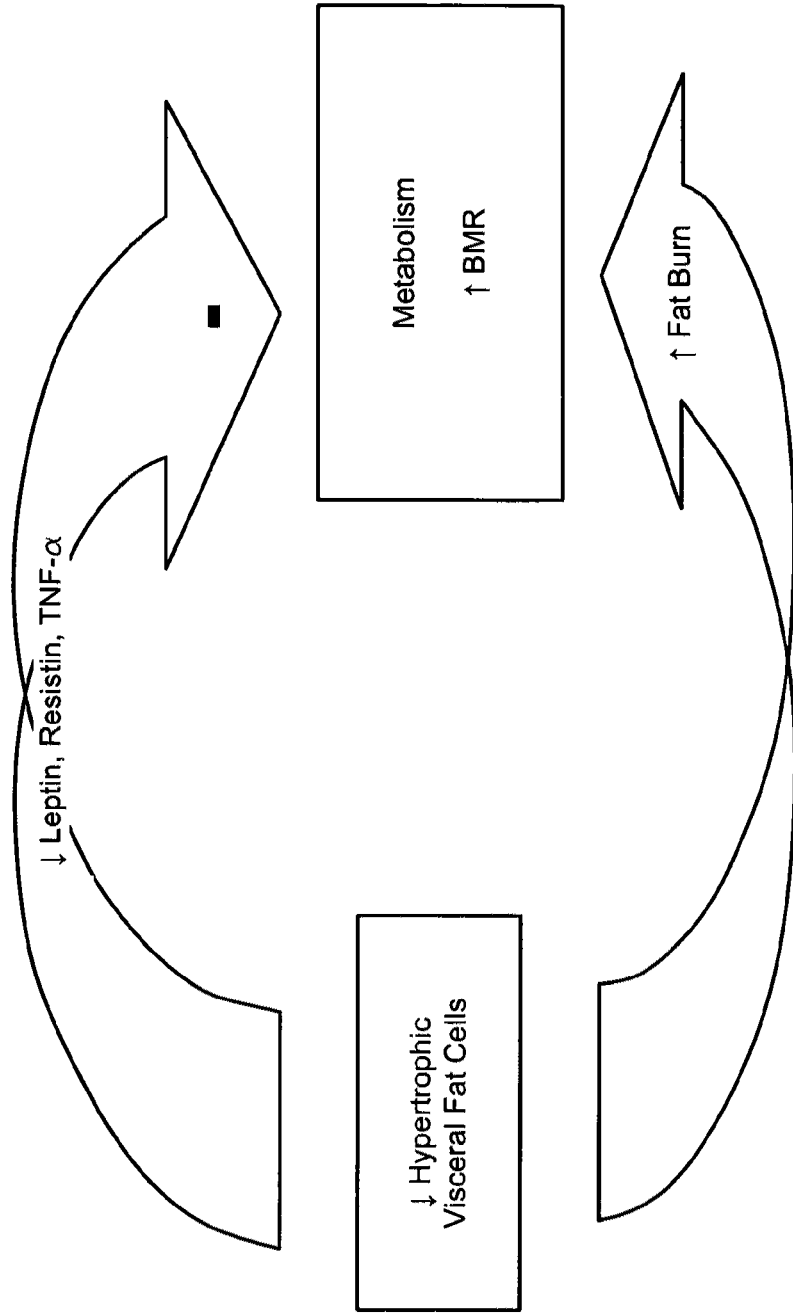 ↓ Leptin, Resistin, TNF-α
-
↓ Hypertrophic
Visceral Fat Cells
Metabolism
↑ BMR
↑ Fat Burn